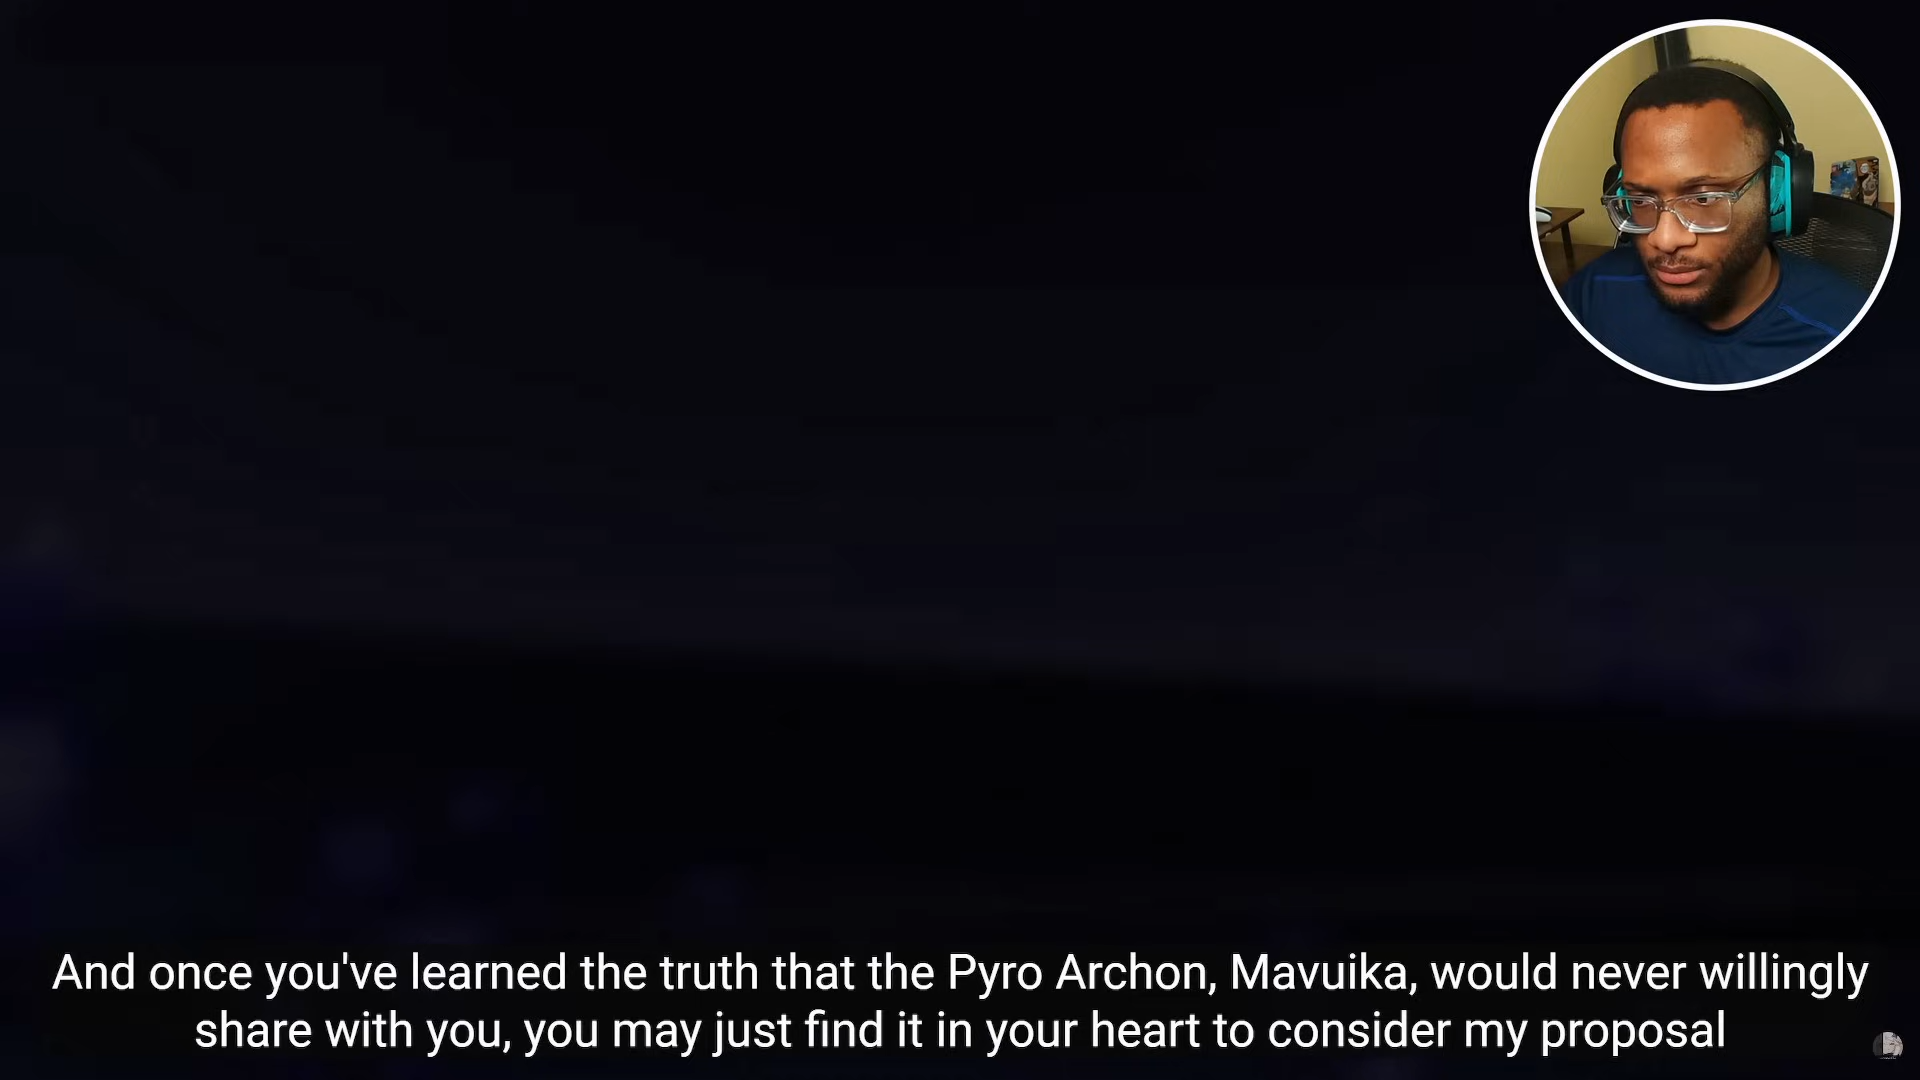 And once you've learned the truth that the Pyro Archon, Mavuika, would never willingly
share with you, you may just find it in your heart to consider my proposal